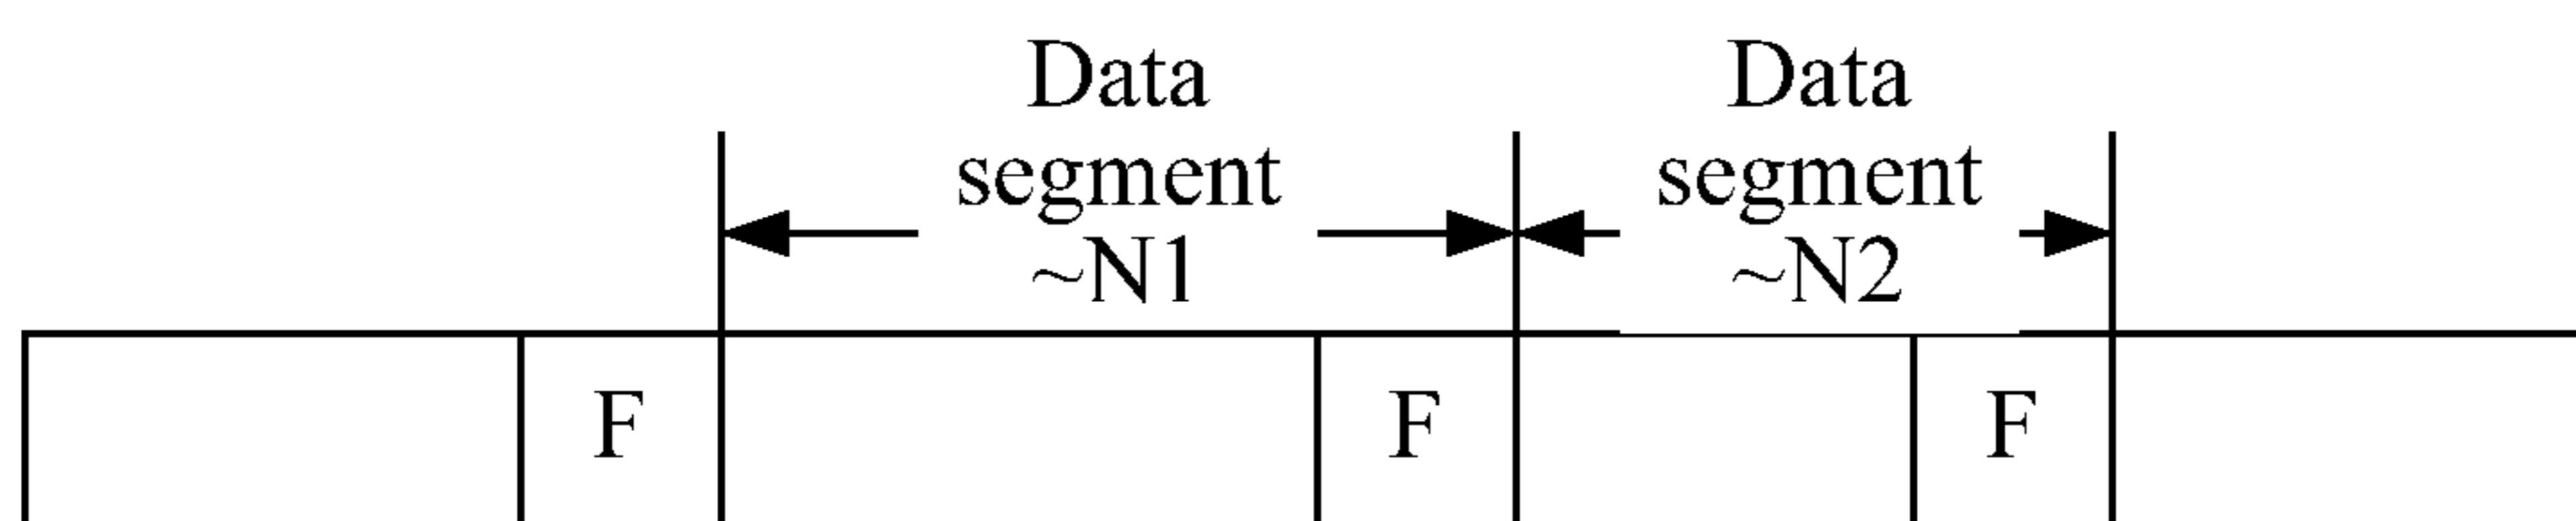 Data
segment
~N1
Data
segment
~N2
F
F
F